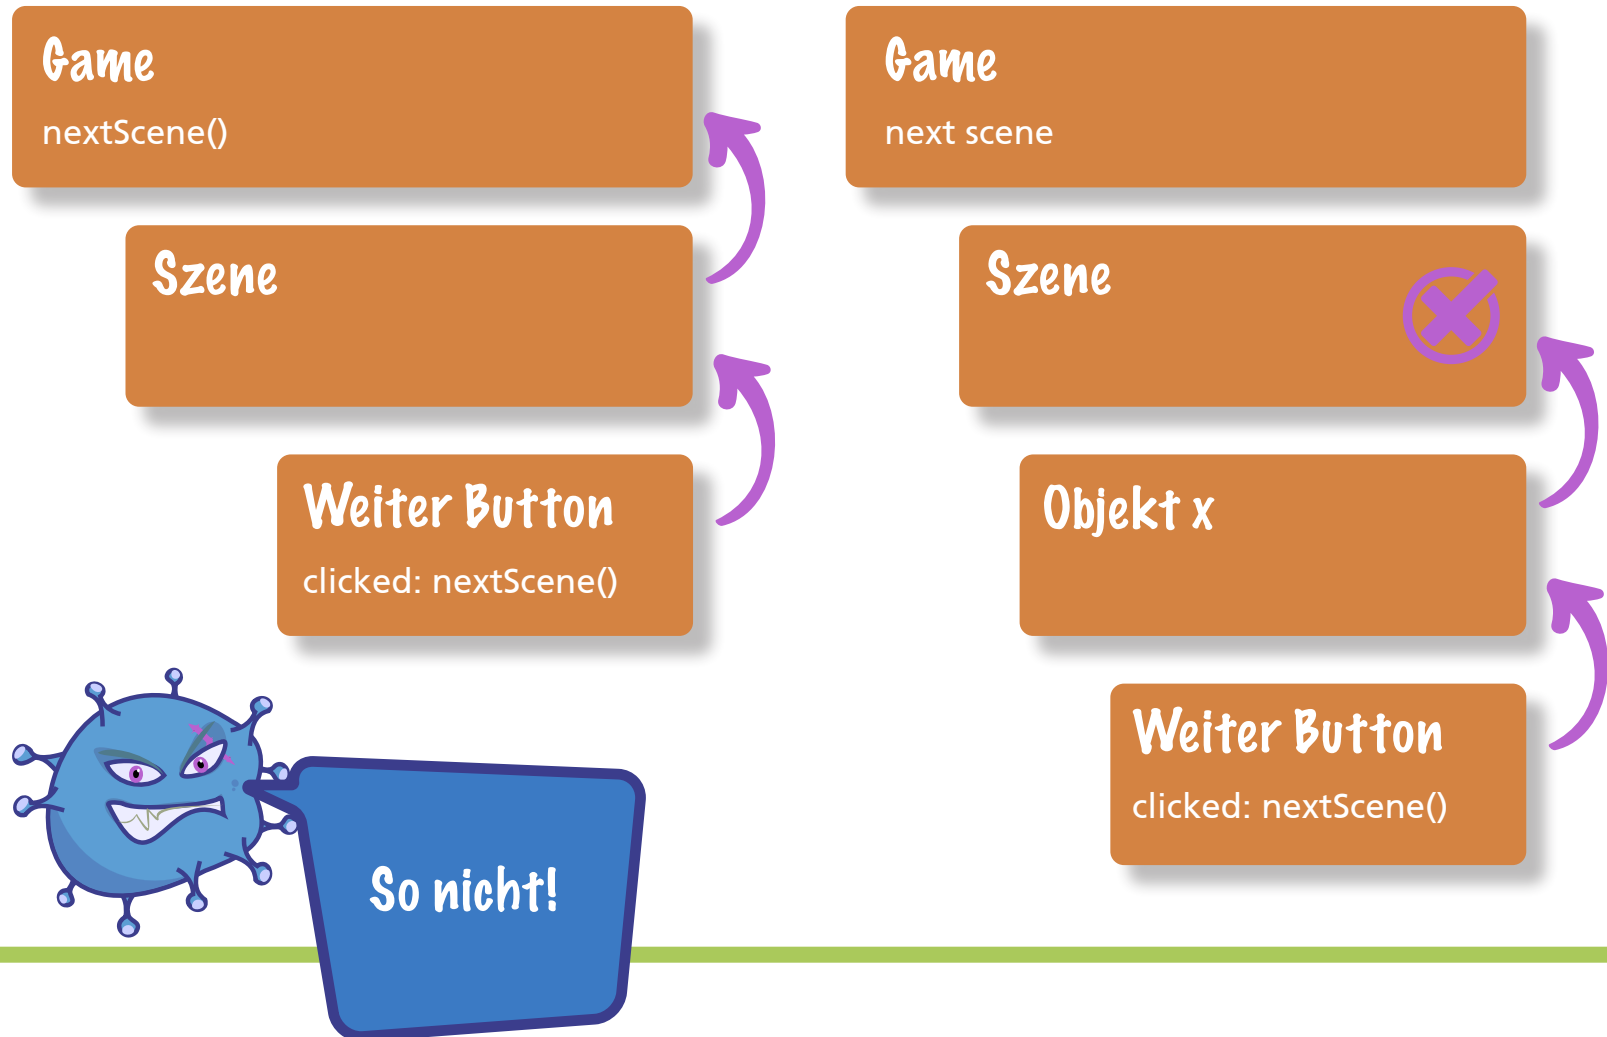 Game
nextScene()
Szene
Weiter Button
clicked: nextScene()
Game
next scene
Szene
Objekt x
Weiter Button
clicked: nextScene()
So nicht!